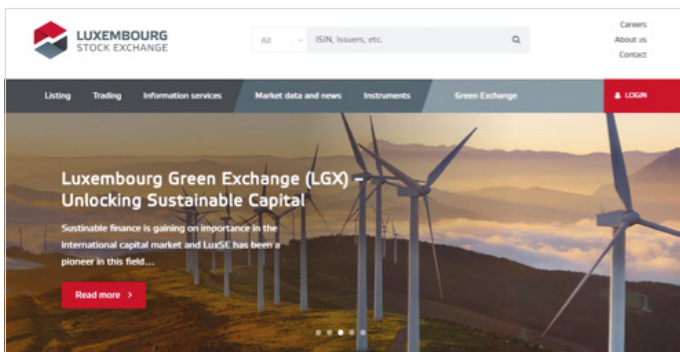 LUXEMBOURG
STOCK EXCHANGE
All
ISIN, Issuers, etc.
Careers
About us
Contact
Listing Trading Information services Market data and news Instruments Green Exchange LOGIN
Luxembourg Green Exchange (LGX) –
Unlocking Sustainable Capital
Sustinable finance is gaining on importance in the
international capital market and LuxSE has been a
pioneer in this field...
Read more >